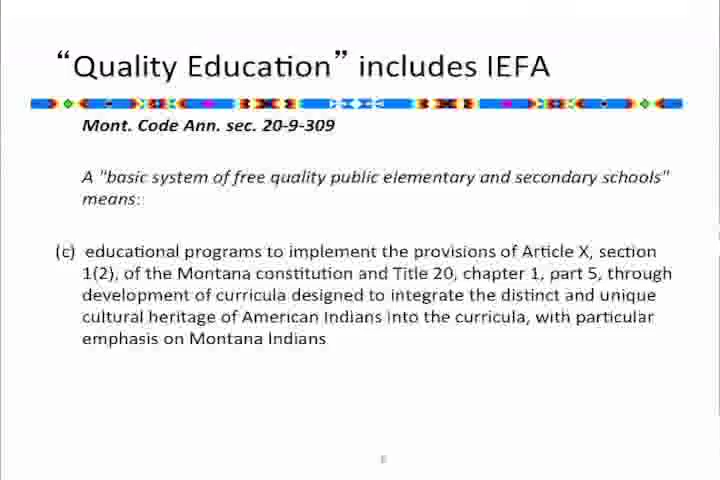 “Quality Education” includes IEFA
Mont. Code Ann. sec. 20-9-309
A "basic system of free quality public elementary and secondary schools"
means:
(c) educational programs to implement the provisions of Article X, section
1(2), of the Montana constitution and Title 20, chapter 1, part 5, through
development of curricula designed to integrate the distinct and unique
cultural heritage of American Indians into the curricula, with particular
emphasis on Montana Indians